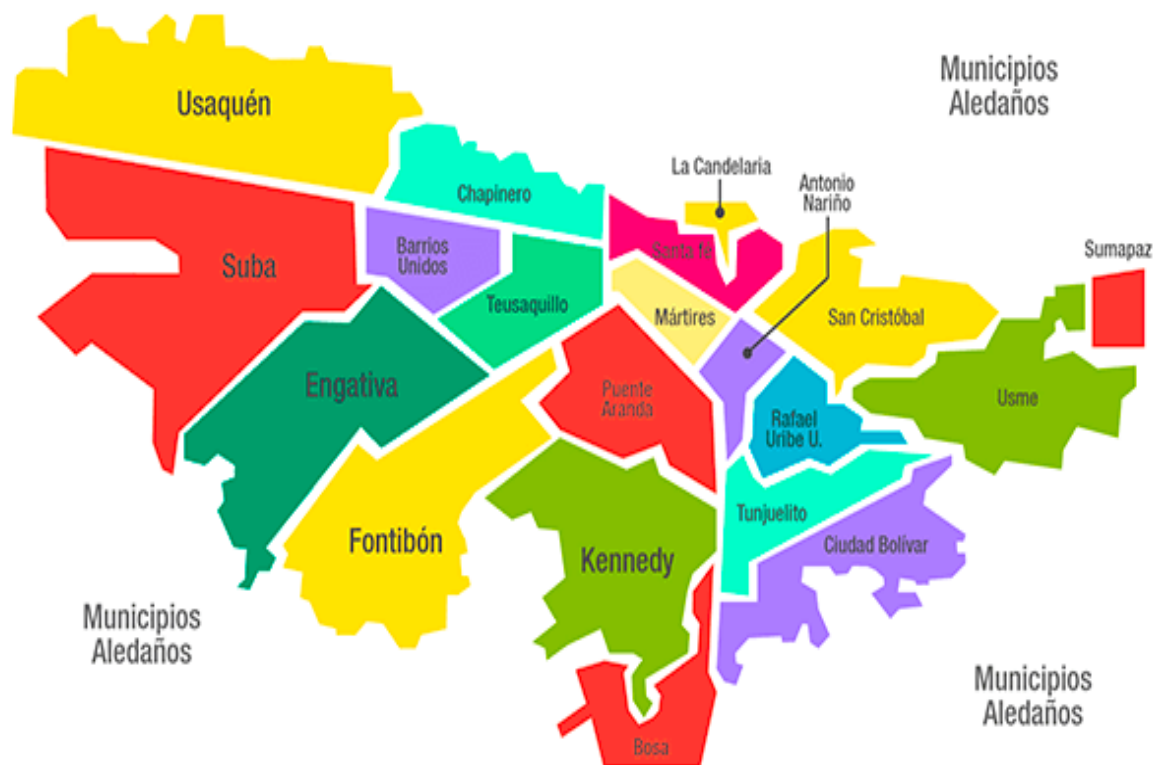 Municipios
Aledaños
Usaquén
La Candelaria
Antonio
Nariño
Chapinero
Barrios
Unidos
Santa fe
Sumapaz
Suba
Teusaquillo
Mártires
San Cristóbal
Engativa
Puente
Aranda
Usme
Rafael
Uribe U.
Fontibón
Kennedy
Tunjuelito
Ciudad Bolívar
Municipios
Aledaños
Municipios
Aledaños
Bosa